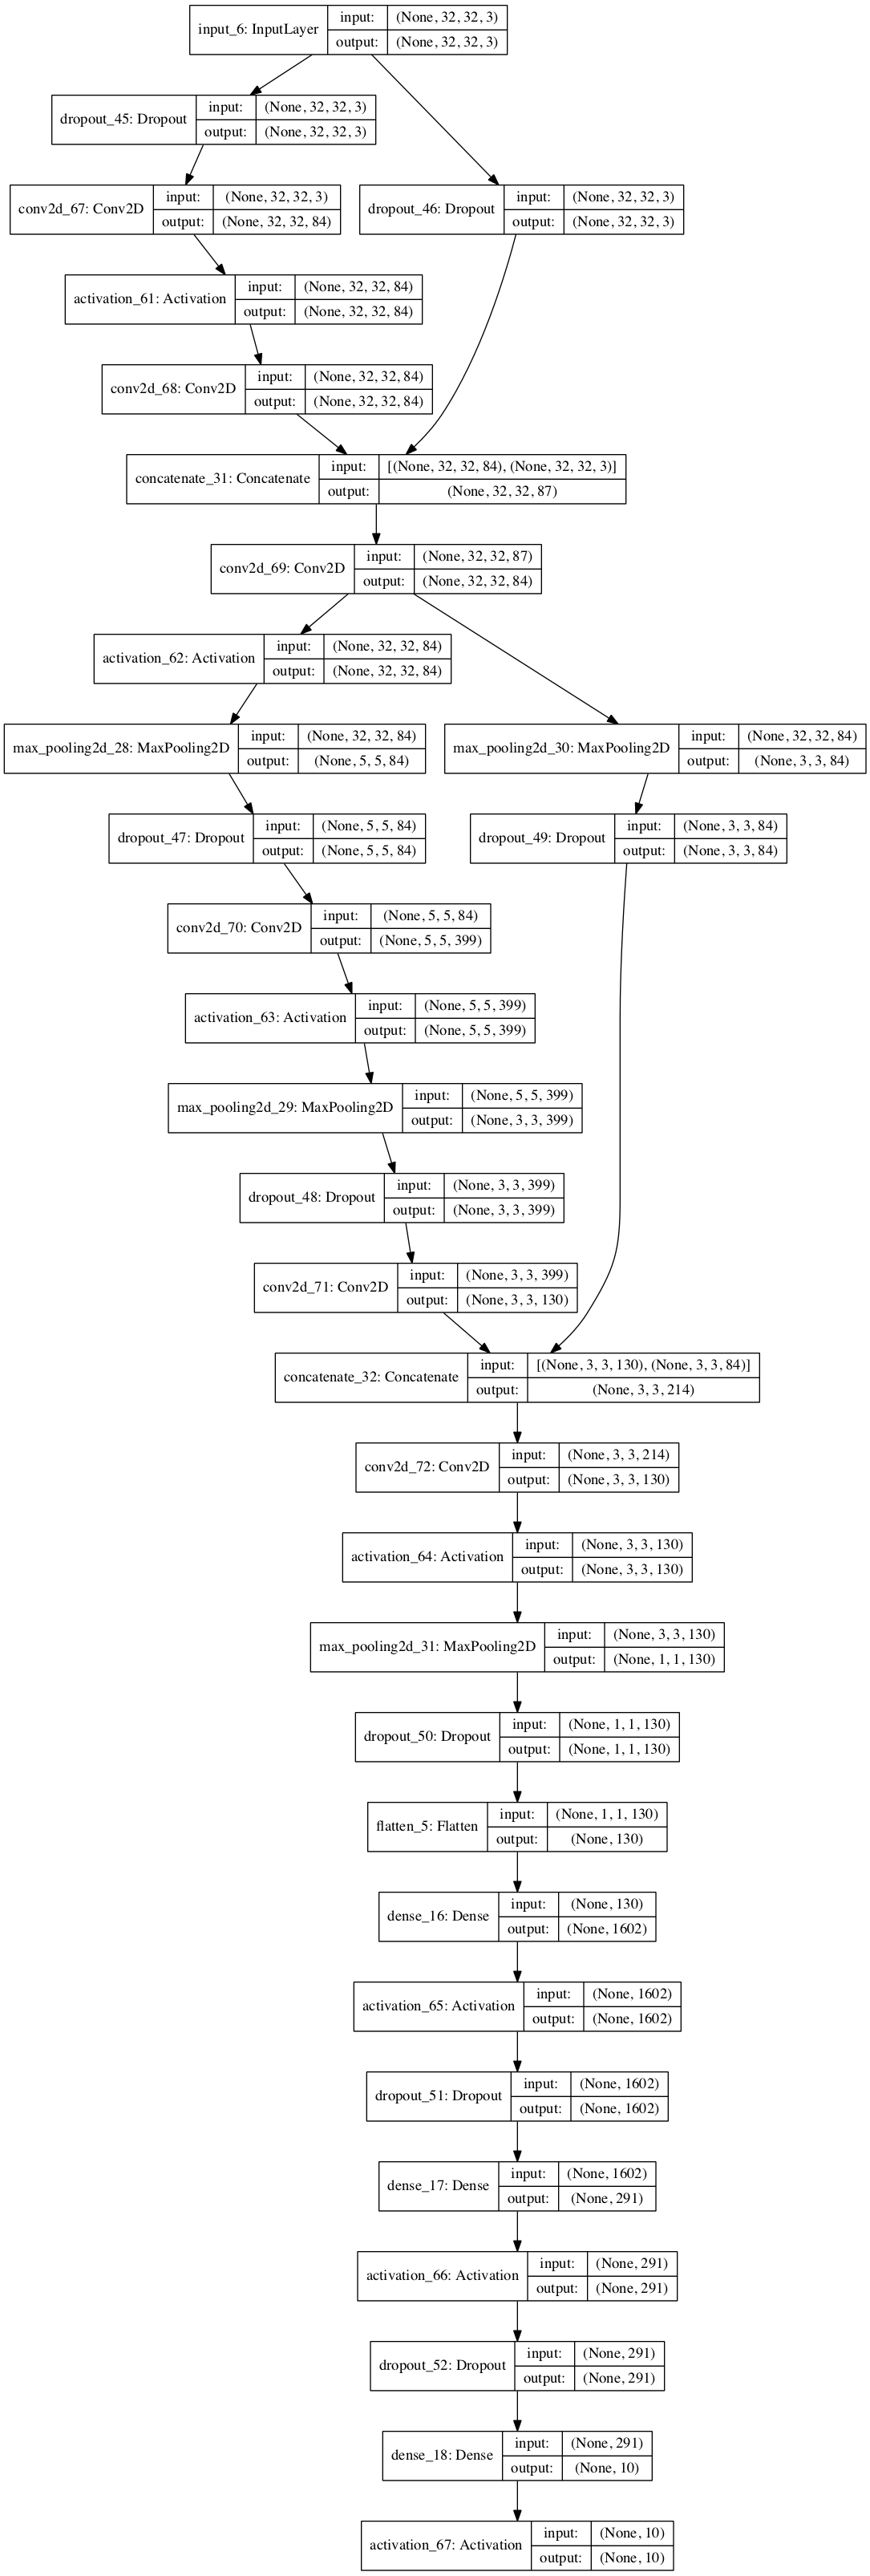 input_6: InputLayer
input: (None, 32, 32, 3)
output: (None, 32, 32, 3)
dropout_45: Dropout
input: (None, 32, 32, 3)
output: (None, 32, 32, 3)
conv2d_67: Conv2D
input: (None, 32, 32, 3)
output: (None, 32, 32, 84)
dropout_46: Dropout
input: (None, 32, 32, 3)
output: (None, 32, 32, 3)
activation_61: Activation
input: (None, 32, 32, 84)
output: (None, 32, 32, 84)
conv2d_68: Conv2D
input: (None, 32, 32, 84)
output: (None, 32, 32, 84)
concatenate_31: Concatenate
input: [(None, 32, 32, 84), (None, 32, 32, 3)]
output: (None, 32, 32, 87)
conv2d_69: Conv2D
input: (None, 32, 32, 87)
output: (None, 32, 32, 84)
activation_62: Activation
input: (None, 32, 32, 84)
output: (None, 32, 32, 84)
max_pooling2d_28: MaxPooling2D
input: (None, 32, 32, 84)
output: (None, 5, 5, 84)
max_pooling2d_30: MaxPooling2D
input: (None, 32, 32, 84)
output: (None, 3, 3, 84)
dropout_47: Dropout
input: (None, 5, 5, 84)
output: (None, 5, 5, 84)
dropout_49: Dropout
input: (None, 3, 3, 84)
output: (None, 3, 3, 84)
conv2d_70: Conv2D
input: (None, 5, 5, 84)
output: (None, 5, 5, 399)
activation_63: Activation
input: (None, 5, 5, 399)
output: (None, 5, 5, 399)
max_pooling2d_29: MaxPooling2D
input: (None, 5, 5, 399)
output: (None, 3, 3, 399)
dropout_48: Dropout
input: (None, 3, 3, 399)
output: (None, 3, 3, 399)
conv2d_71: Conv2D
input: (None, 3, 3, 399)
output: (None, 3, 3, 130)
concatenate_32: Concatenate
input: [(None, 3, 3, 130), (None, 3, 3, 84)]
output: (None, 3, 3, 214)
conv2d_72: Conv2D
input: (None, 3, 3, 214)
output: (None, 3, 3, 130)
activation_64: Activation
input: (None, 3, 3, 130)
output: (None, 3, 3, 130)
max_pooling2d_31: MaxPooling2D
input: (None, 3, 3, 130)
output: (None, 1, 1, 130)
dropout_50: Dropout
input: (None, 1, 1, 130)
output: (None, 1, 1, 130)
flatten_5: Flatten
input: (None, 1, 1, 130)
output: (None, 130)
dense_16: Dense
input: (None, 130)
output: (None, 1602)
activation_65: Activation
input: (None, 1602)
output: (None, 1602)
dropout_51: Dropout
input: (None, 1602)
output: (None, 1602)
dense_17: Dense
input: (None, 1602)
output: (None, 291)
activation_66: Activation
input: (None, 291)
output: (None, 291)
dropout_52: Dropout
input: (None, 291)
output: (None, 291)
dense_18: Dense
input: (None, 291)
output: (None, 10)
activation_67: Activation
input: (None, 10)
output: (None, 10)